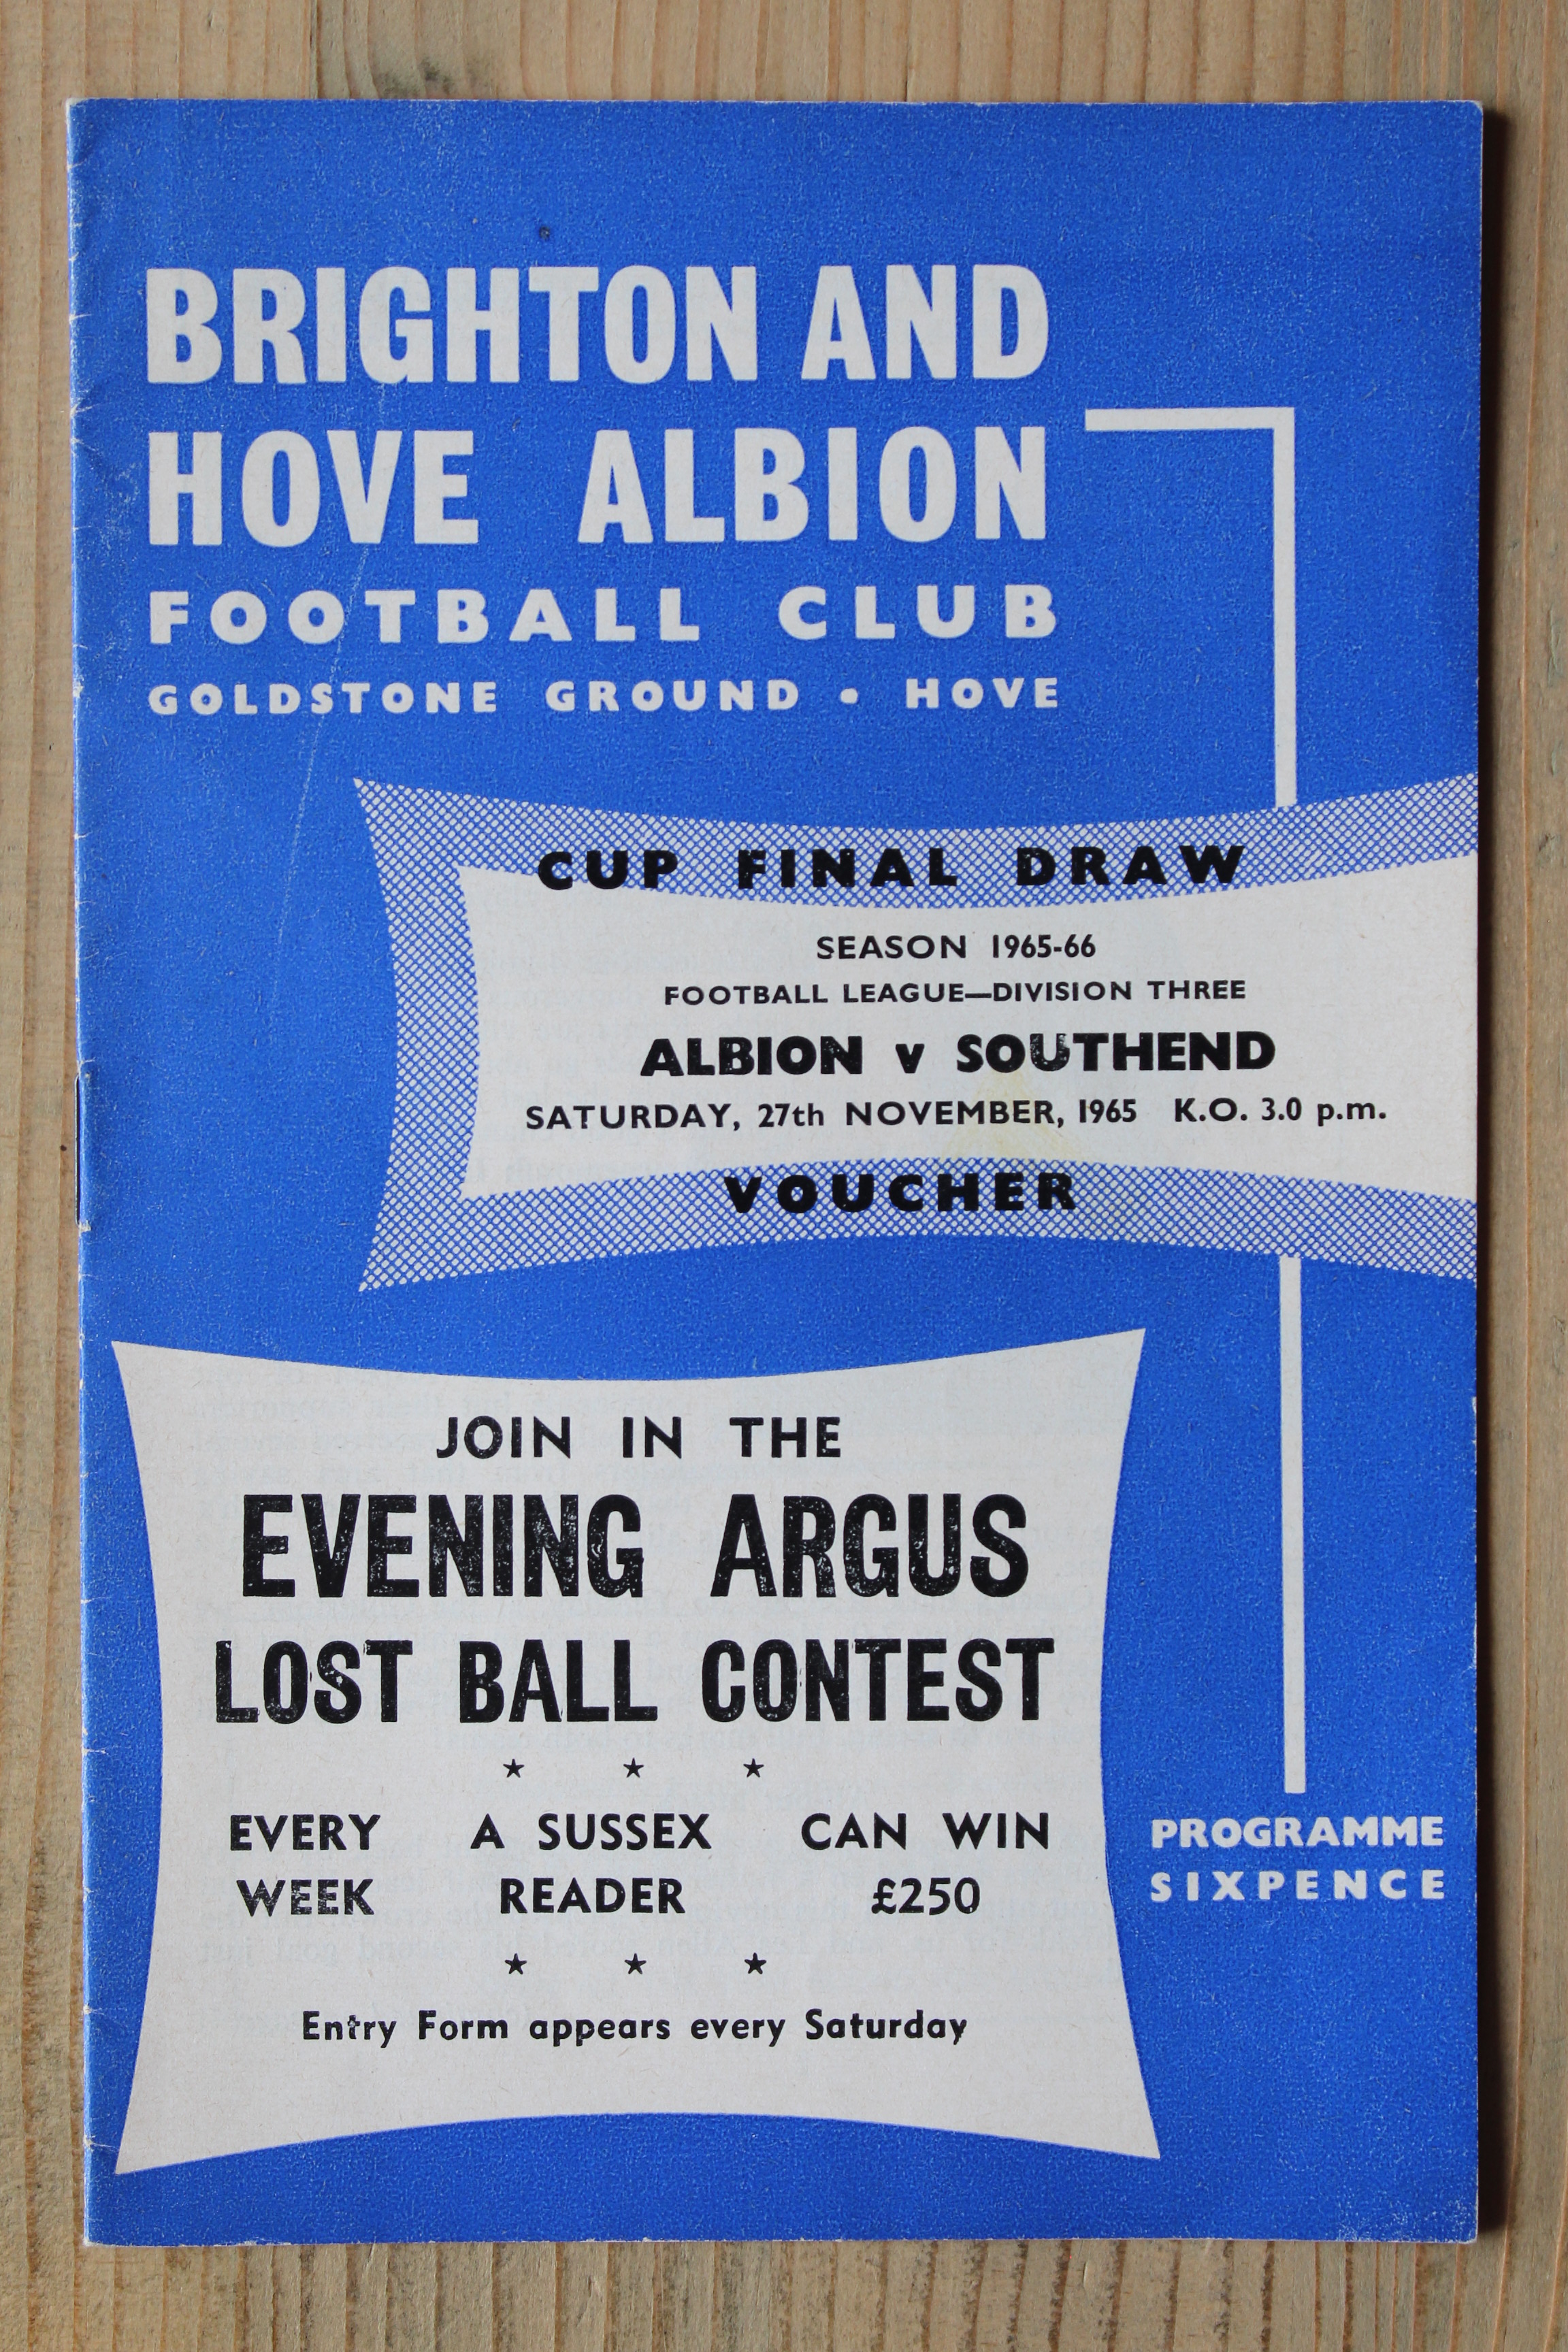 BRIGHTON AND
HOVE ALBION
FOOTBALL CLUB
GOLDSTONE GROUND • HOVE
CUP FINAL DRAW
SEASON 1965-66
FOOTBALL LEAGUE—DIVISION THREE
ALBION v SOUTHEND
SATURDAY, 27th NOVEMBER, 1965 K.O. 3.0 p.m.
VOUCHER
JOIN IN THE
EVENING ARGUS
LOST BALL CONTEST
★ ★ ★
EVERY A SUSSEX CAN WIN
WEEK READER £250
★ ★ ★
Entry Form appears every Saturday
PROGRAMME
SIXPENCE